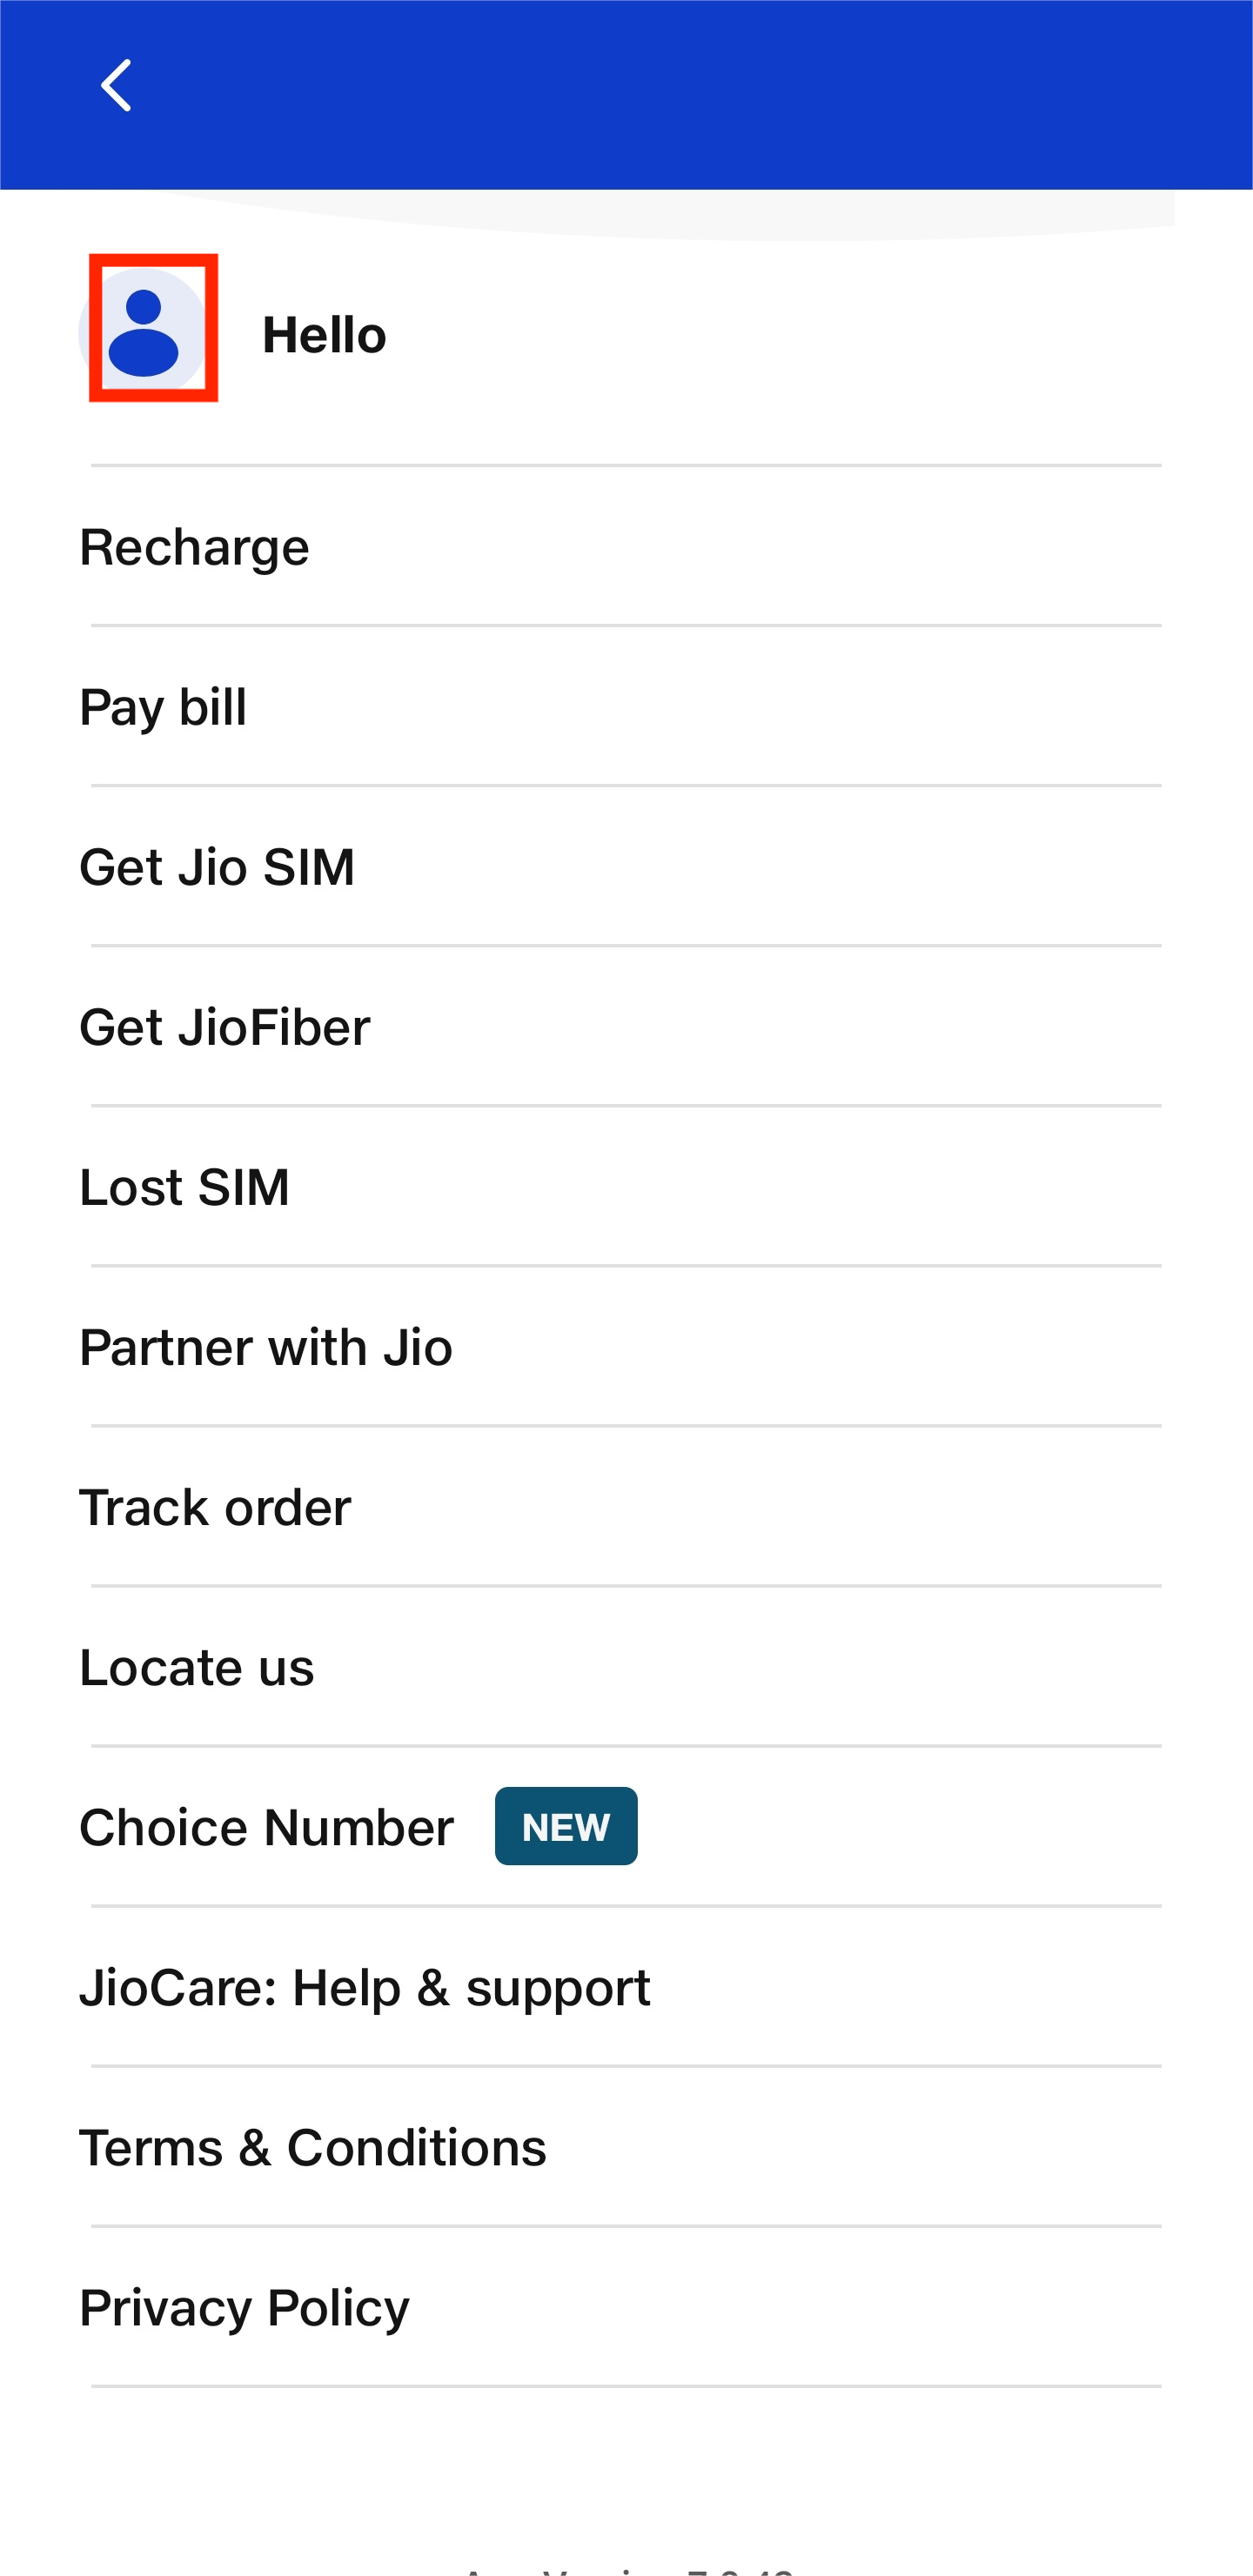 Hello
Recharge
Pay bill
Get Jio SIM
Get JioFiber
Lost SIM
Partner with Jio
Track order
Locate us
Choice Number NEW
JioCare: Help & support
Terms & Conditions
Privacy Policy